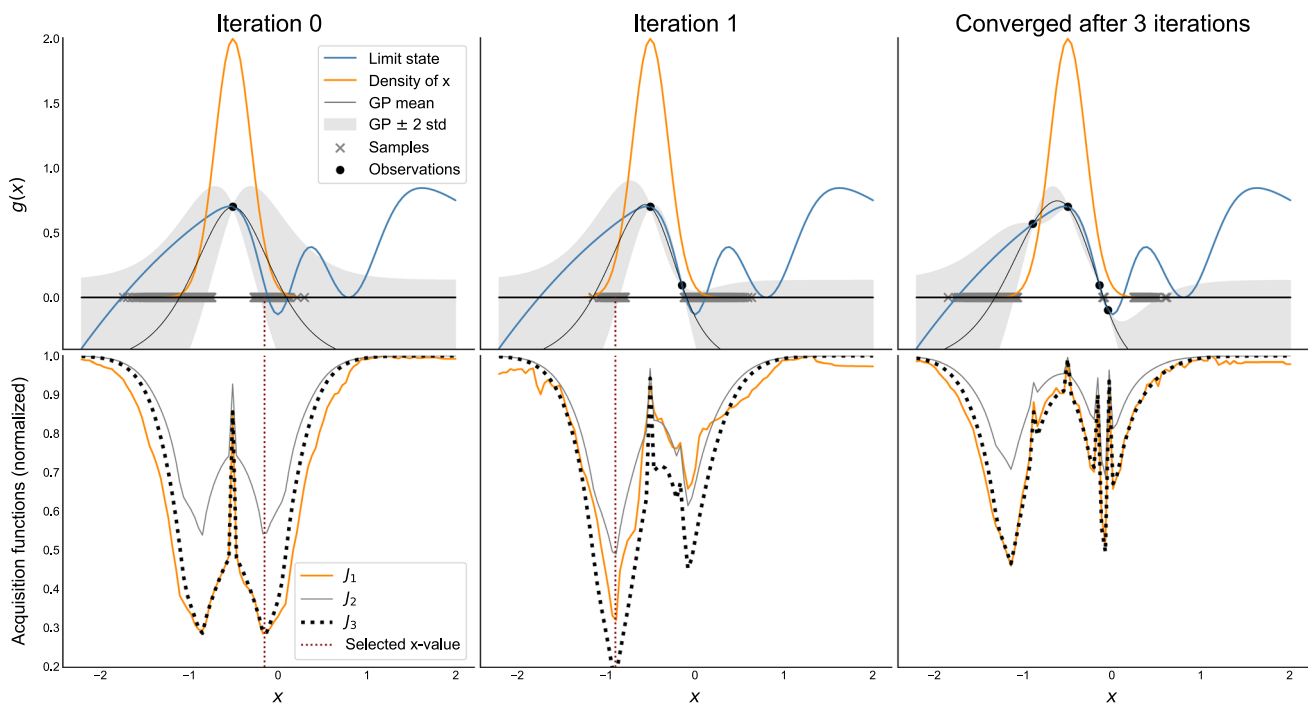 Iteration 0
Iteration 1
Converged after 3 iterations
g(x)
2.0
1.5
1.0
0.5
0.0
Limit state
Density of x
GP mean
GP ± 2 std
Samples
Observations
Acquisition functions (normalized)
1.0
0.9
0.8
0.7
0.6
0.5
0.4
0.3
0.2
J1
J2
J3
Selected x-value
−2 −1 0 1 2
−2 −1 0 1 2
−2 −1 0 1 2
x
x
x